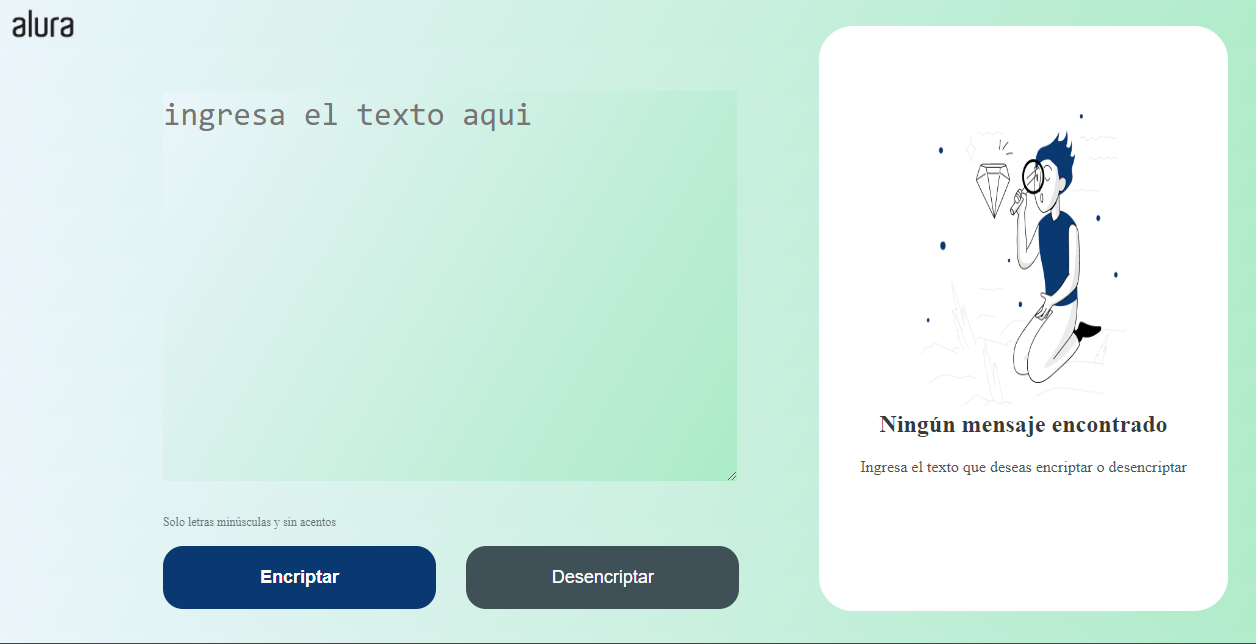 alura
ingresa el texto aqui
Solo letras minúsculas y sin acentos
Encriptar
Desencriptar
Ningún mensaje encontrado
Ingresa el texto que deseas encriptar o desencriptar